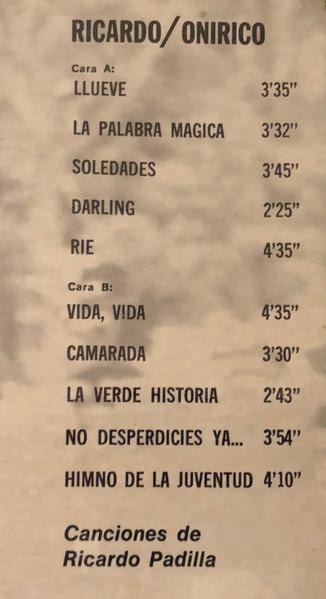 RICARDO/ONIRICO
Cara A:
LLUEVE 3'35"
LA PALABRA MAGICA 3'32"
SOLEDADES 3'45"
DARLING 2'25"
RIE 4'35"
Cara B:
VIDA, VIDA 4'35"
CAMARADA 3'30"
LA VERDE HISTORIA 2'43"
NO DESPERDICIES YA... 3'54"
HIMNO DE LA JUVENTUD 4'10"
Canciones de
Ricardo Padilla